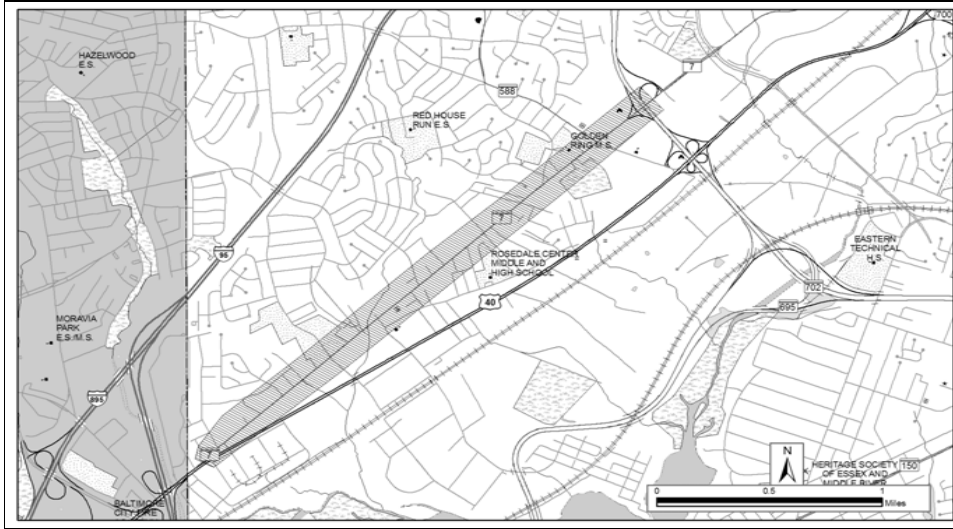 HAZELWOOD
E.S.
700
7
588
RED HOUSE
RUN E.S.
GOLDEN
RING M.S.
7
95
ROSEDALE CENTER
MIDDLE AND
HIGH SCHOOL
EASTERN
TECHNICAL
H.S.
40
702
695
MORAVIA
PARK
E.S./M.S.
895
7
N
HERITAGE SOCIETY
OF ESSEX AND
MIDDLE RIVER
150
0 0.5 1
Miles
BALTIMORE
CITY FIRE